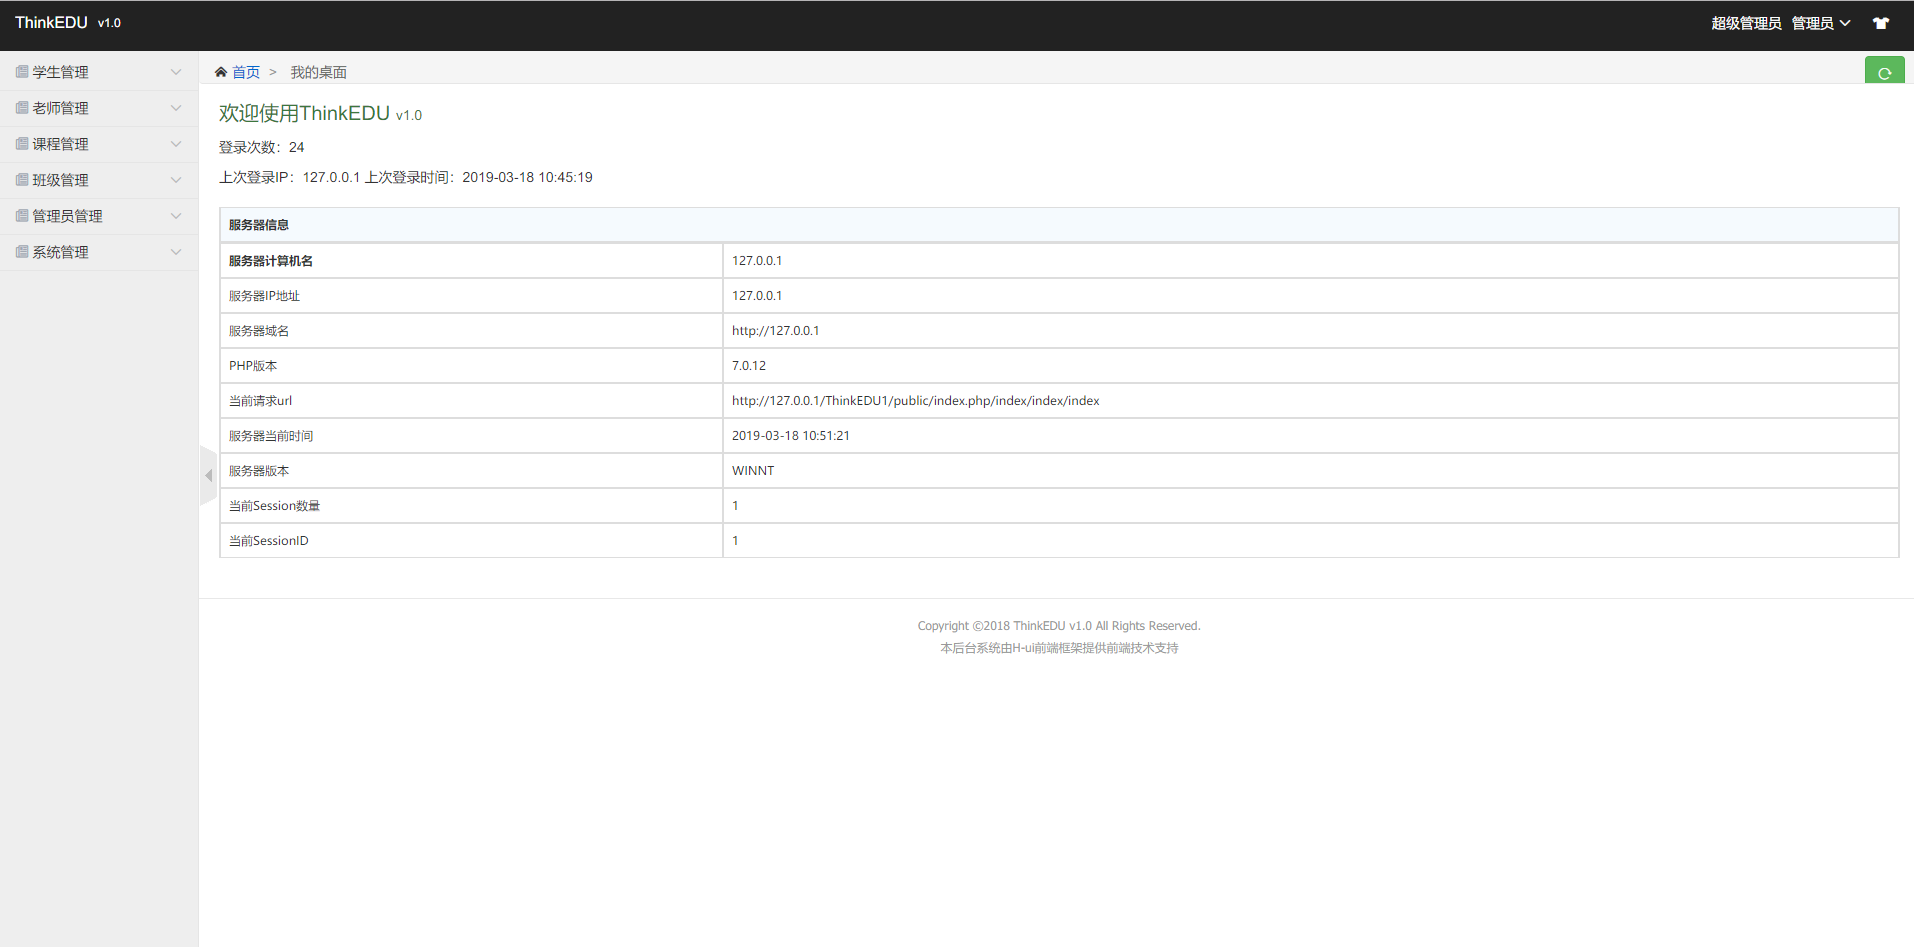 ThinkEDU v1.0
超级管理员 管理员
学生管理
老师管理
课程管理
班级管理
管理员管理
系统管理
首页 > 我的桌面
欢迎使用ThinkEDU v1.0
登录次数：24
上次登录IP：127.0.0.1 上次登录时间：2019-03-18 10:45:19
服务器信息
服务器计算机名 127.0.0.1
服务器IP地址 127.0.0.1
服务器域名 http://127.0.0.1
PHP版本 7.0.12
当前请求url http://127.0.0.1/ThinkEDU1/public/index.php/index/index/index
服务器当前时间 2019-03-18 10:51:21
服务器版本 WINNT
当前Session数量 1
当前SessionID 1
Copyright ©2018 ThinkEDU v1.0 All Rights Reserved.
本后台系统由H-ui前端框架提供前端技术支持